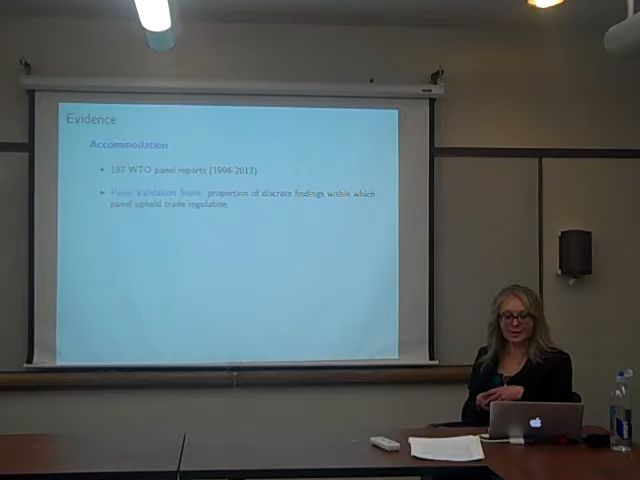 Evidence
Accommodation
182 WTO panel reports (1996-2013)
Panel Validation Score: proportion of discrete findings within which
panel upheld trade regulation